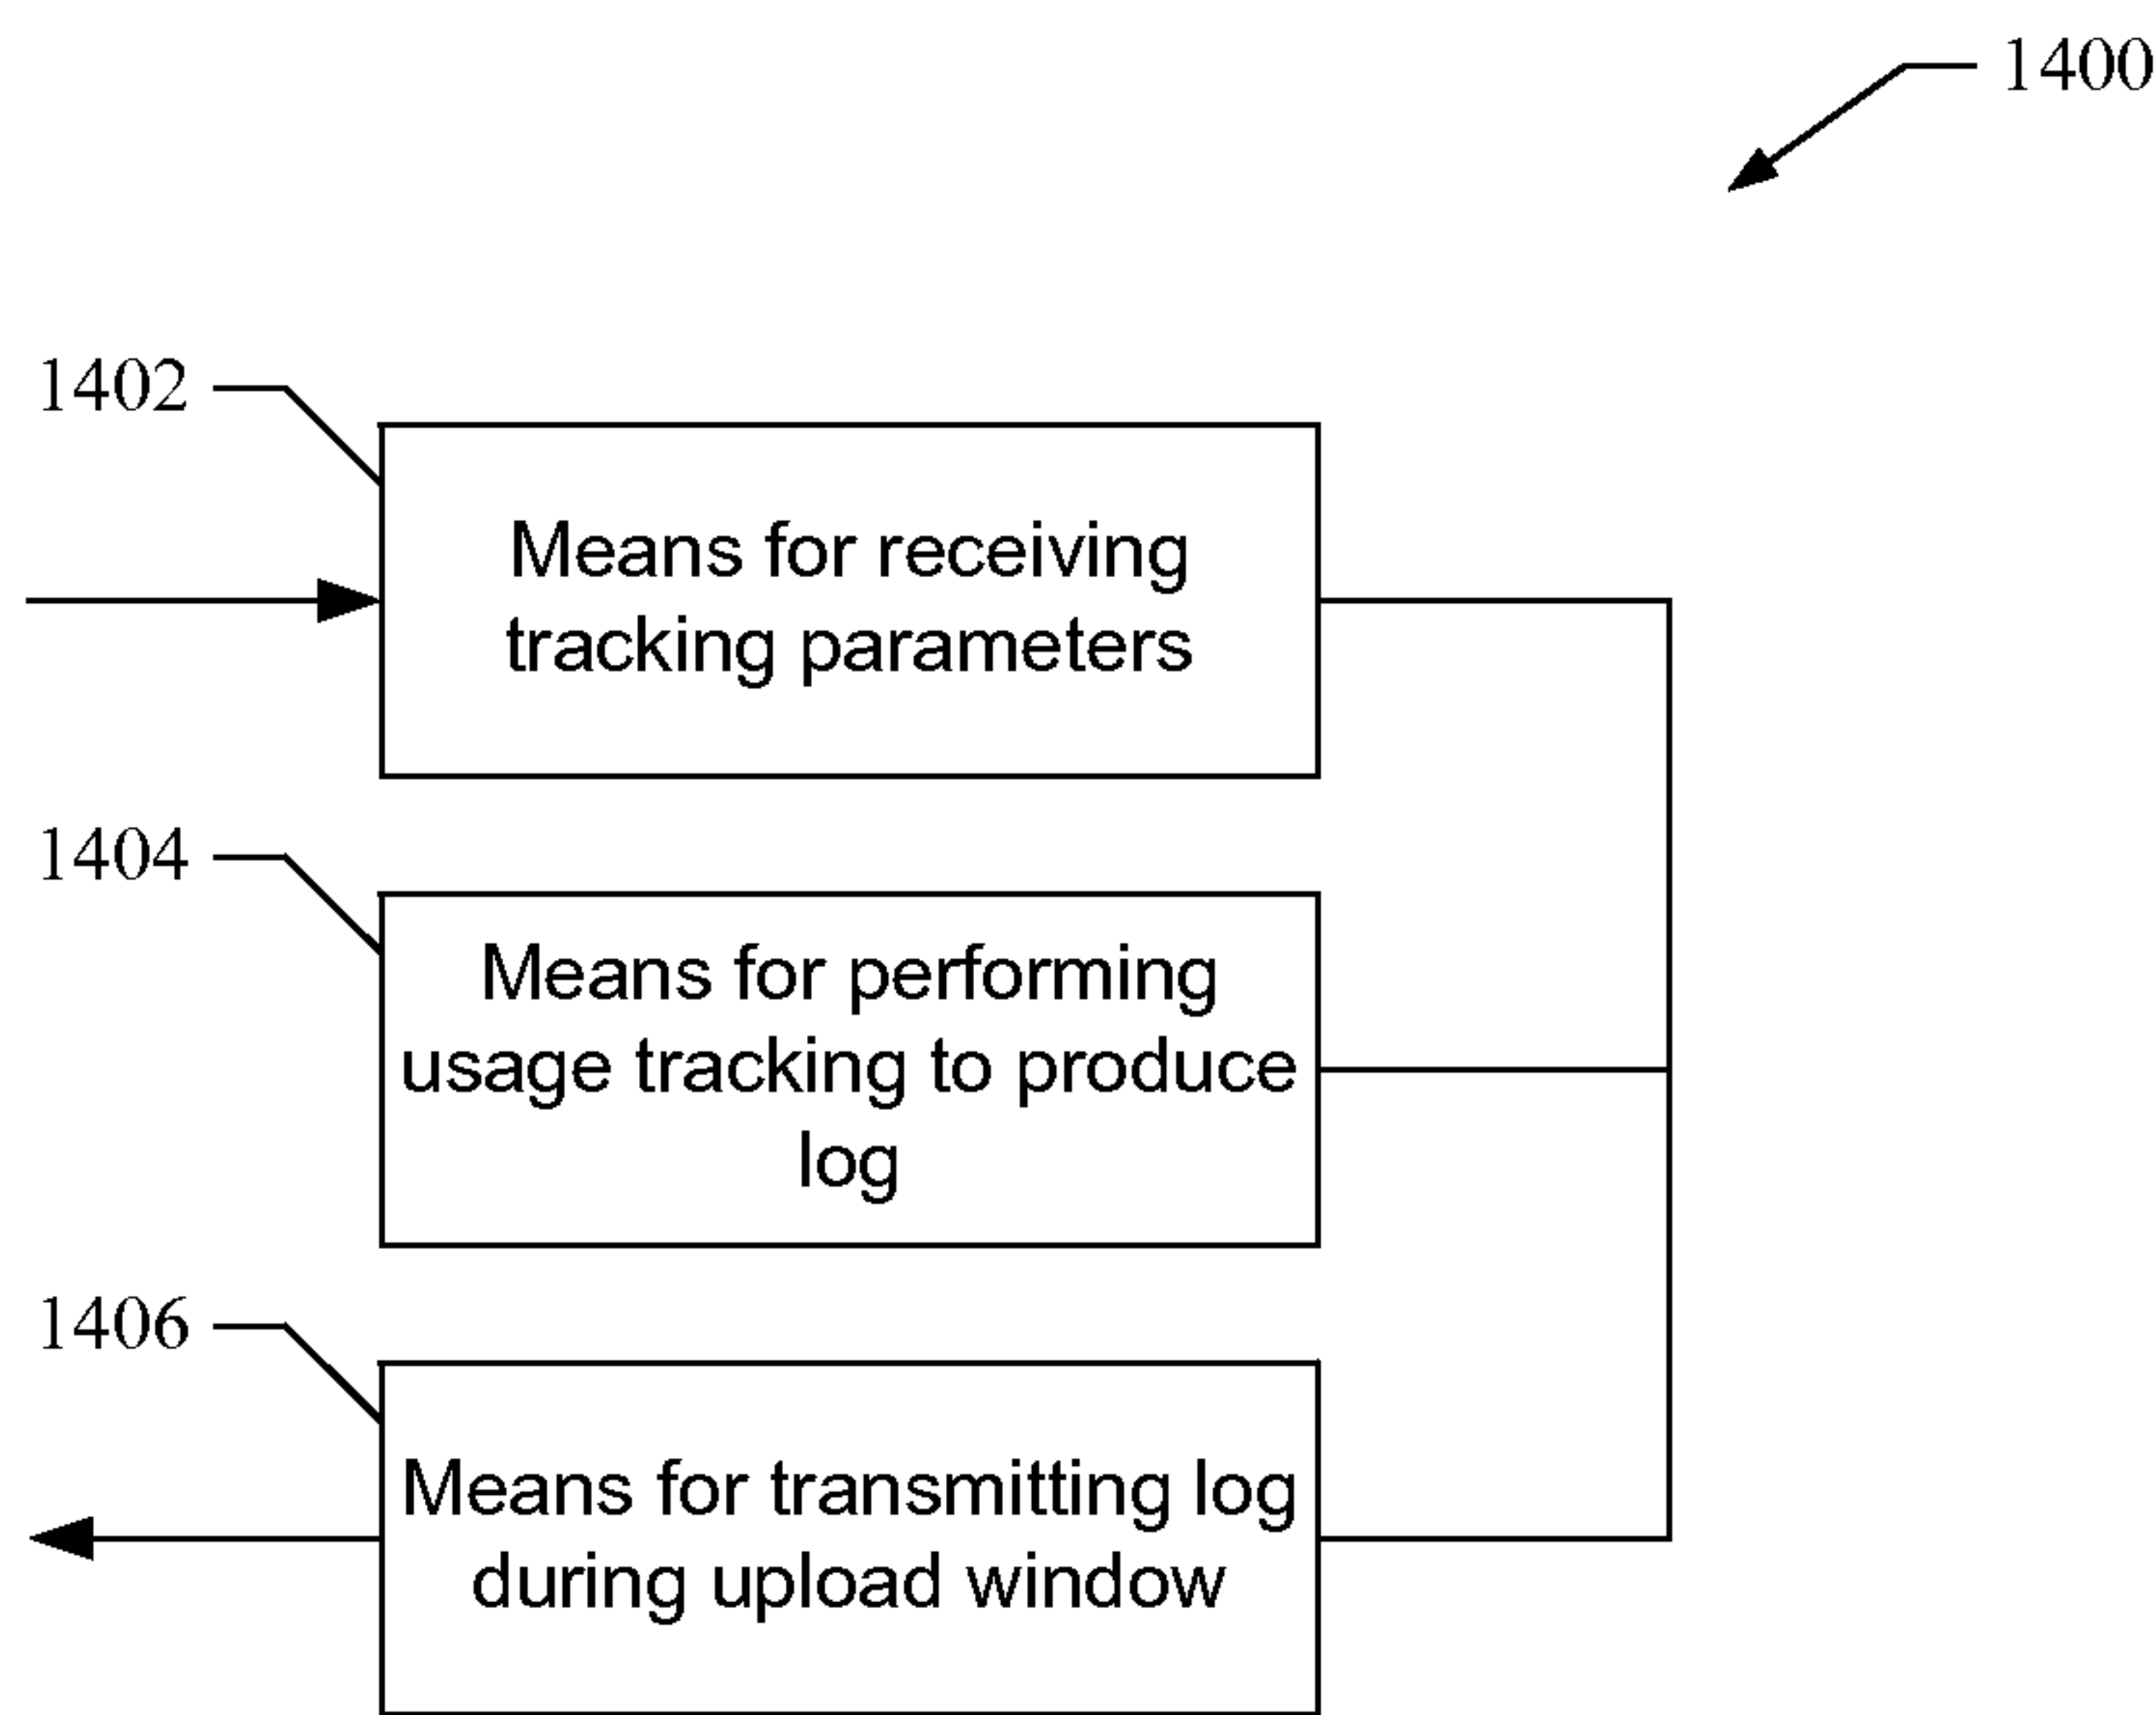 1400
1402
Means for receiving
tracking parameters
1404
Means for performing
usage tracking to produce
log
1406
Means for transmitting log
during upload window